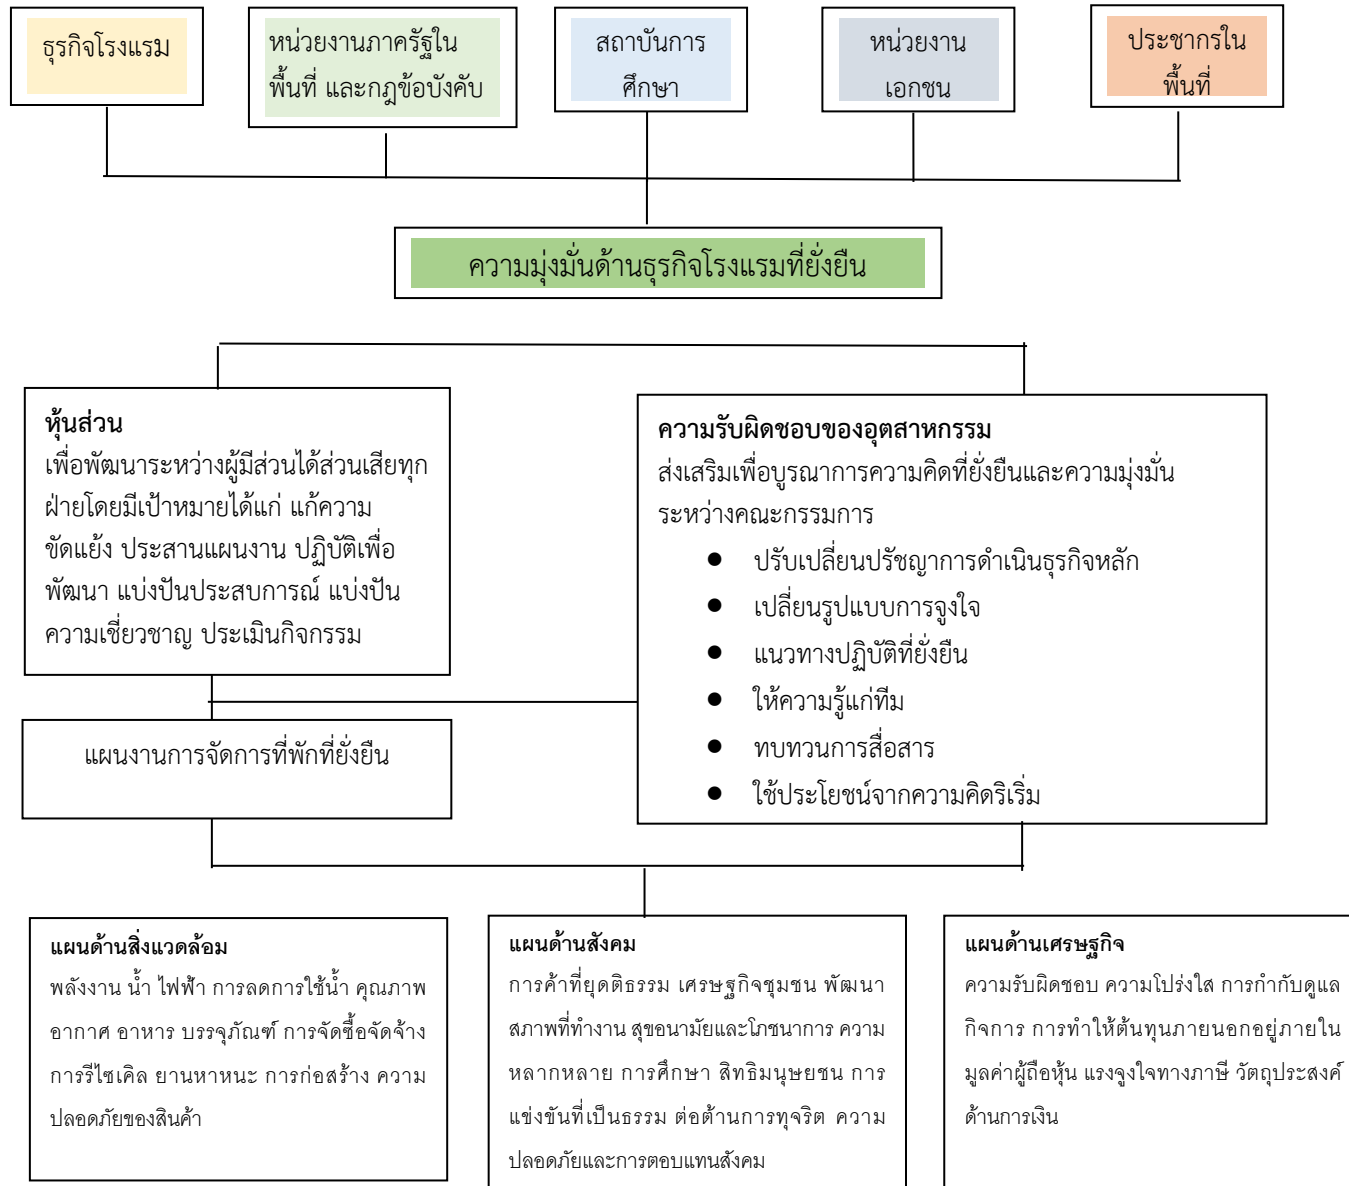 ธุรกิจโรงแรม
หน่วยงานภาครัฐใน
พื้นที่ และกฎข้อบังคับ
สถาบันการ
ศึกษา
หน่วยงาน
เอกชน
ประชากรใน
พื้นที่
ความมุ่งมั่นด้านธุรกิจโรงแรมที่ยั่งยืน
หุ้นส่วน
เพื่อพัฒนาระหว่างผู้มีส่วนได้ส่วนเสียทุก
ฝ่ายโดยมีเป้าหมายได้แก่ แก้ความ
ขัดแย้ง ประสานแผนงาน ปฏิบัติเพื่อ
พัฒนา แบ่งปันประสบการณ์ แบ่งปัน
ความเชี่ยวชาญ ประเมินกิจกรรม
ความรับผิดชอบของอุตสาหกรรม
ส่งเสริมเพื่อบูรณาการความคิดที่ยั่งยืนและความมุ่งมั่น
ระหว่างคณะกรรมการ
● ปรับเปลี่ยนปรัชญาการดำเนินธุรกิจหลัก
● เปลี่ยนรูปแบบการจูงใจ
● แนวทางปฏิบัติที่ยั่งยืน
● ให้ความรู้แก่ทีม
● ทบทวนการสื่อสาร
● ใช้ประโยชน์จากความคิดริเริ่ม
แผนงานการจัดการที่พักที่ยั่งยืน
แผนด้านสิ่งแวดล้อม
พลังงาน น้ำ ไฟฟ้า การลดการใช้น้ำ คุณภาพ
อากาศ อาหาร บรรจุภัณฑ์ การจัดซื้อจัดจ้าง
การรีไซเคิล ยานหาหนะ การก่อสร้าง ความ
ปลอดภัยของสินค้า
แผนด้านสังคม
การค้าที่ยุดติธรรม เศรษฐกิจชุมชน พัฒนา
สภาพที่ทำงาน สุขอนามัยและโภชนาการ ความ
หลากหลาย การศึกษา สิทธิมนุษยชน การ
แข่งขันที่เป็นธรรม ต่อต้านการทุจริต ความ
ปลอดภัยและการตอบแทนสังคม
แผนด้านเศรษฐกิจ
ความรับผิดชอบ ความโปร่งใส การกำกับดูแล
กิจการ การทำให้ต้นทุนภายนอกอยู่ภายใน
มูลค่าผู้ถือหุ้น แรงจูงใจทางภาษี วัตถุประสงค์
ด้านการเงิน